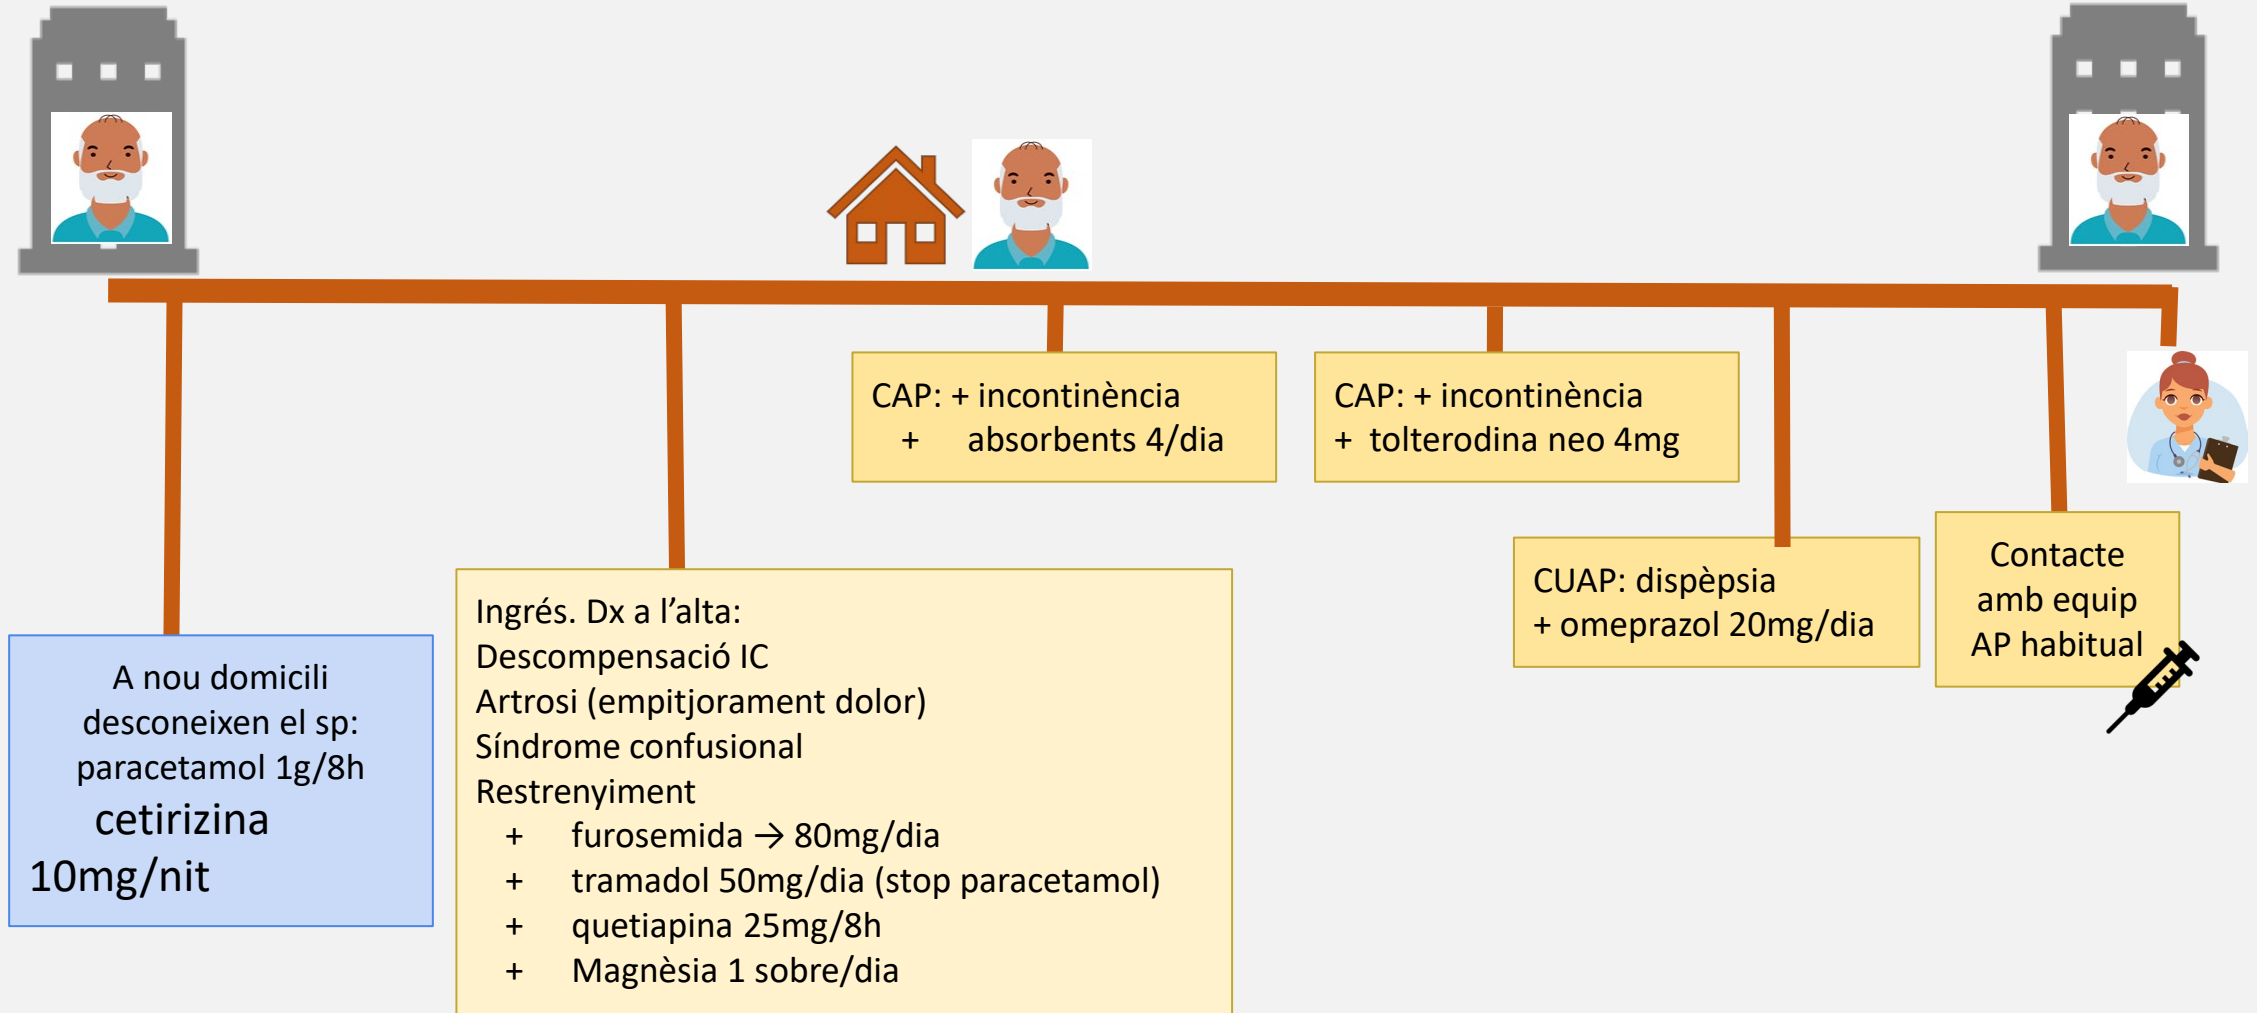 A nou domicili
desconeixen el sp:
paracetamol 1g/8h
cetirizina
10mg/nit
Ingrés. Dx a l’alta:
Descompensació IC
Artrosi (empitjorament dolor)
Síndrome confusional
Restrenyiment
+ furosemida → 80mg/dia
+ tramadol 50mg/dia (stop paracetamol)
+ quetiapina 25mg/8h
+ Magnèsia 1 sobre/dia
CAP: + incontinència
+ absorbents 4/dia
CAP: + incontinència
+ tolterodina neo 4mg
CUAP: dispèpsia
+ omeprazol 20mg/dia
Contacte
amb equip
AP habitual